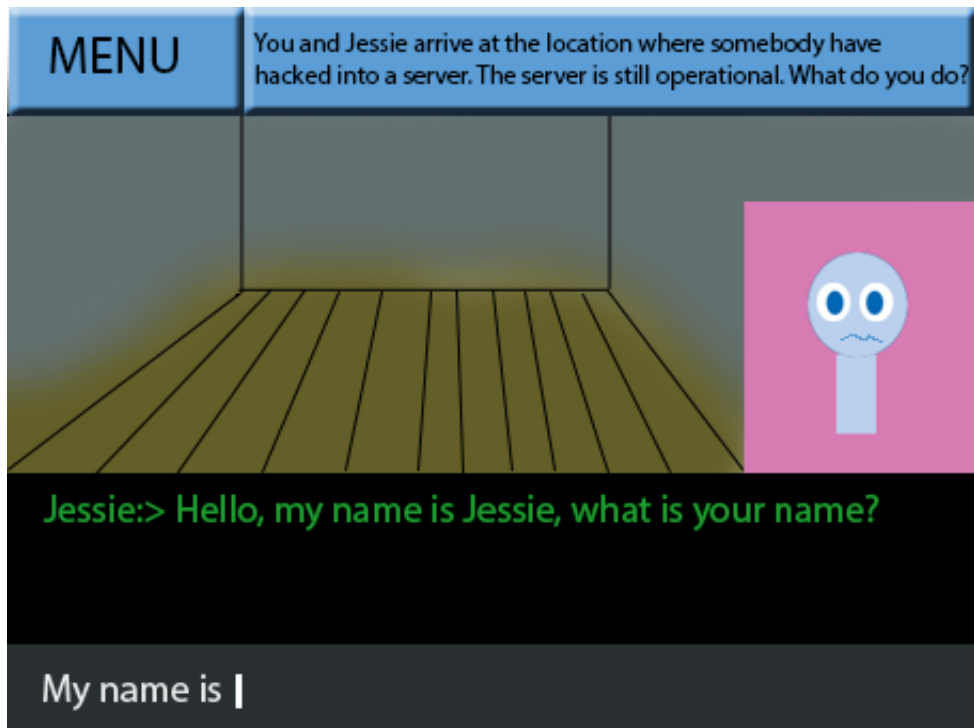 MENU
You and Jessie arrive at the location where somebody have
hacked into a server. The server is still operational. What do you do?
Jessie:> Hello, my name is Jessie, what is your name?
My name is